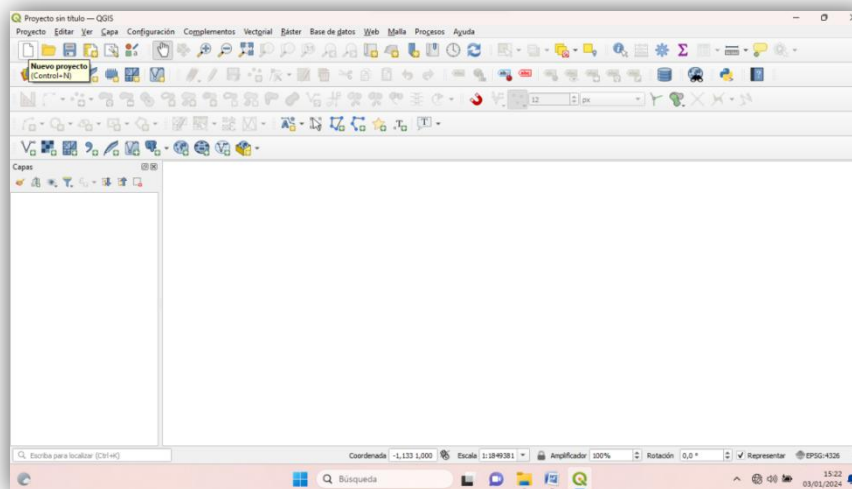 Proyecto sin título — QGIS
Proyecto Editar Ver Capa Configuración Complementos Vectorial Ráster Base de datos Web Malla Procesos Ayuda
Nuevo proyecto
(Control+N)
12 px
Capas
Escriba para localizar (Ctrl+K) Coordenada -1,133 1,000 Escala 1:1849381 Amplificador 100% Rotación 0,0 ° Representar EPSG:4326
Búsqueda
15:22
03/01/2024